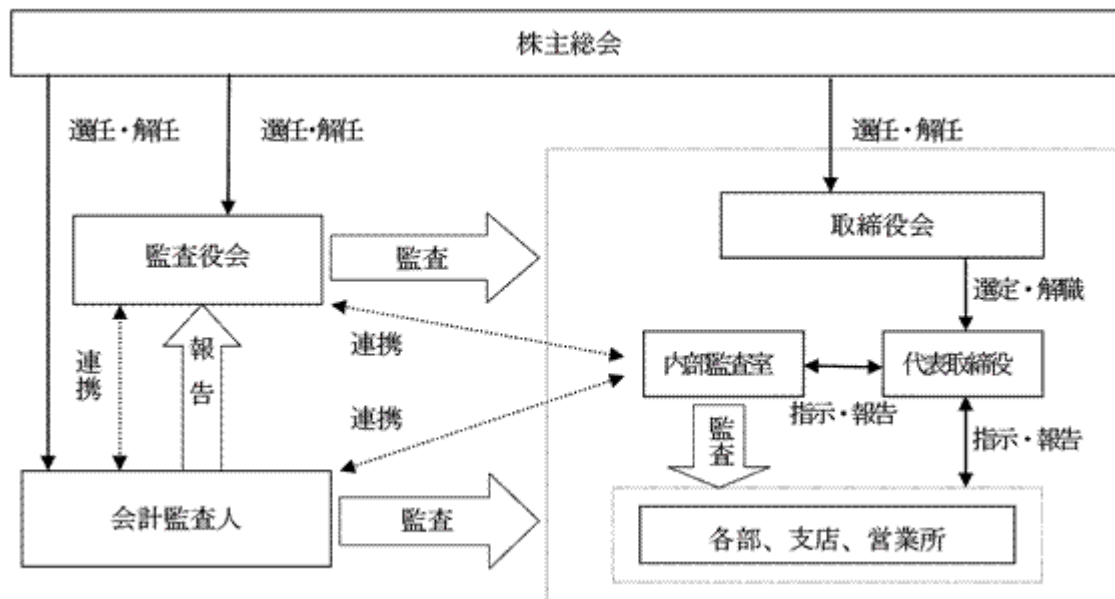 株主総会
選任・解任
選任・解任
選任・解任
監査役会
監査
取締役会
選定・解職
連携
報告
連携
内部監査室
代表取締役
指示・報告
連携
監査
指示・報告
会計監査人
監査
各部、支店、営業所